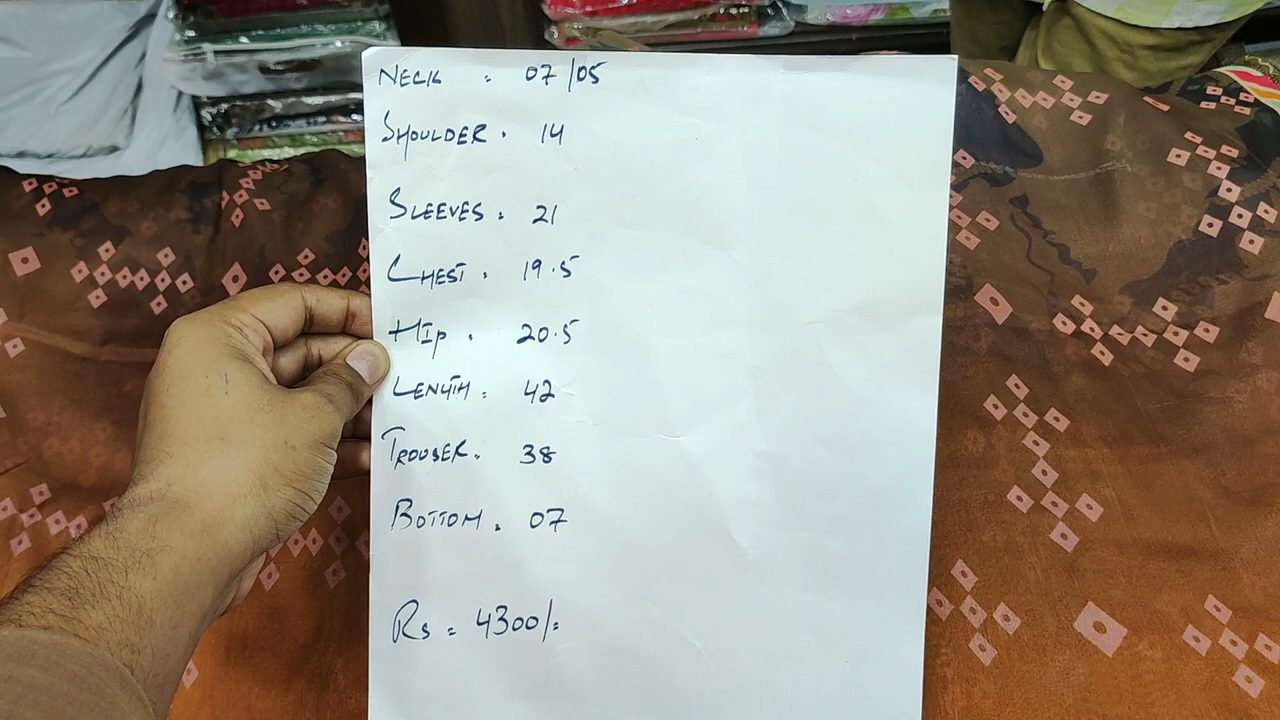 NECK : 07/05
SHOULDER : 14
SLEEVES : 21
CHEST : 19.5
HIP : 20.5
LENGTH : 42
TROUSER : 38
BOTTOM : 07
Rs = 4300/=